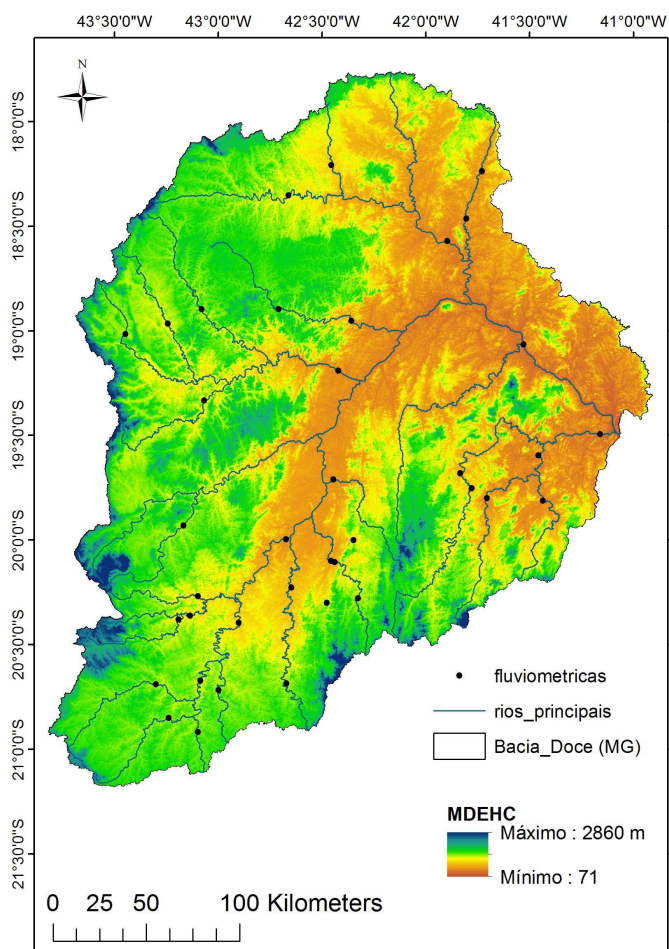 43°30'0"S 43°00'0"S 42°30'0"S 42°00'0"S 41°30'0"S 41°0'0"S
N
18°0'0"S
18°30'0"S
19°0'0"S
19°30'0"S
20°0'0"S
20°30'0"S
21°0'0"S
21°30'0"S
fluviometricas
rios_principais
Bacia_Doce (MG)
MDEHC
Máximo : 2860 m
Mínimo : 71
0 25 50 100 Kilometers